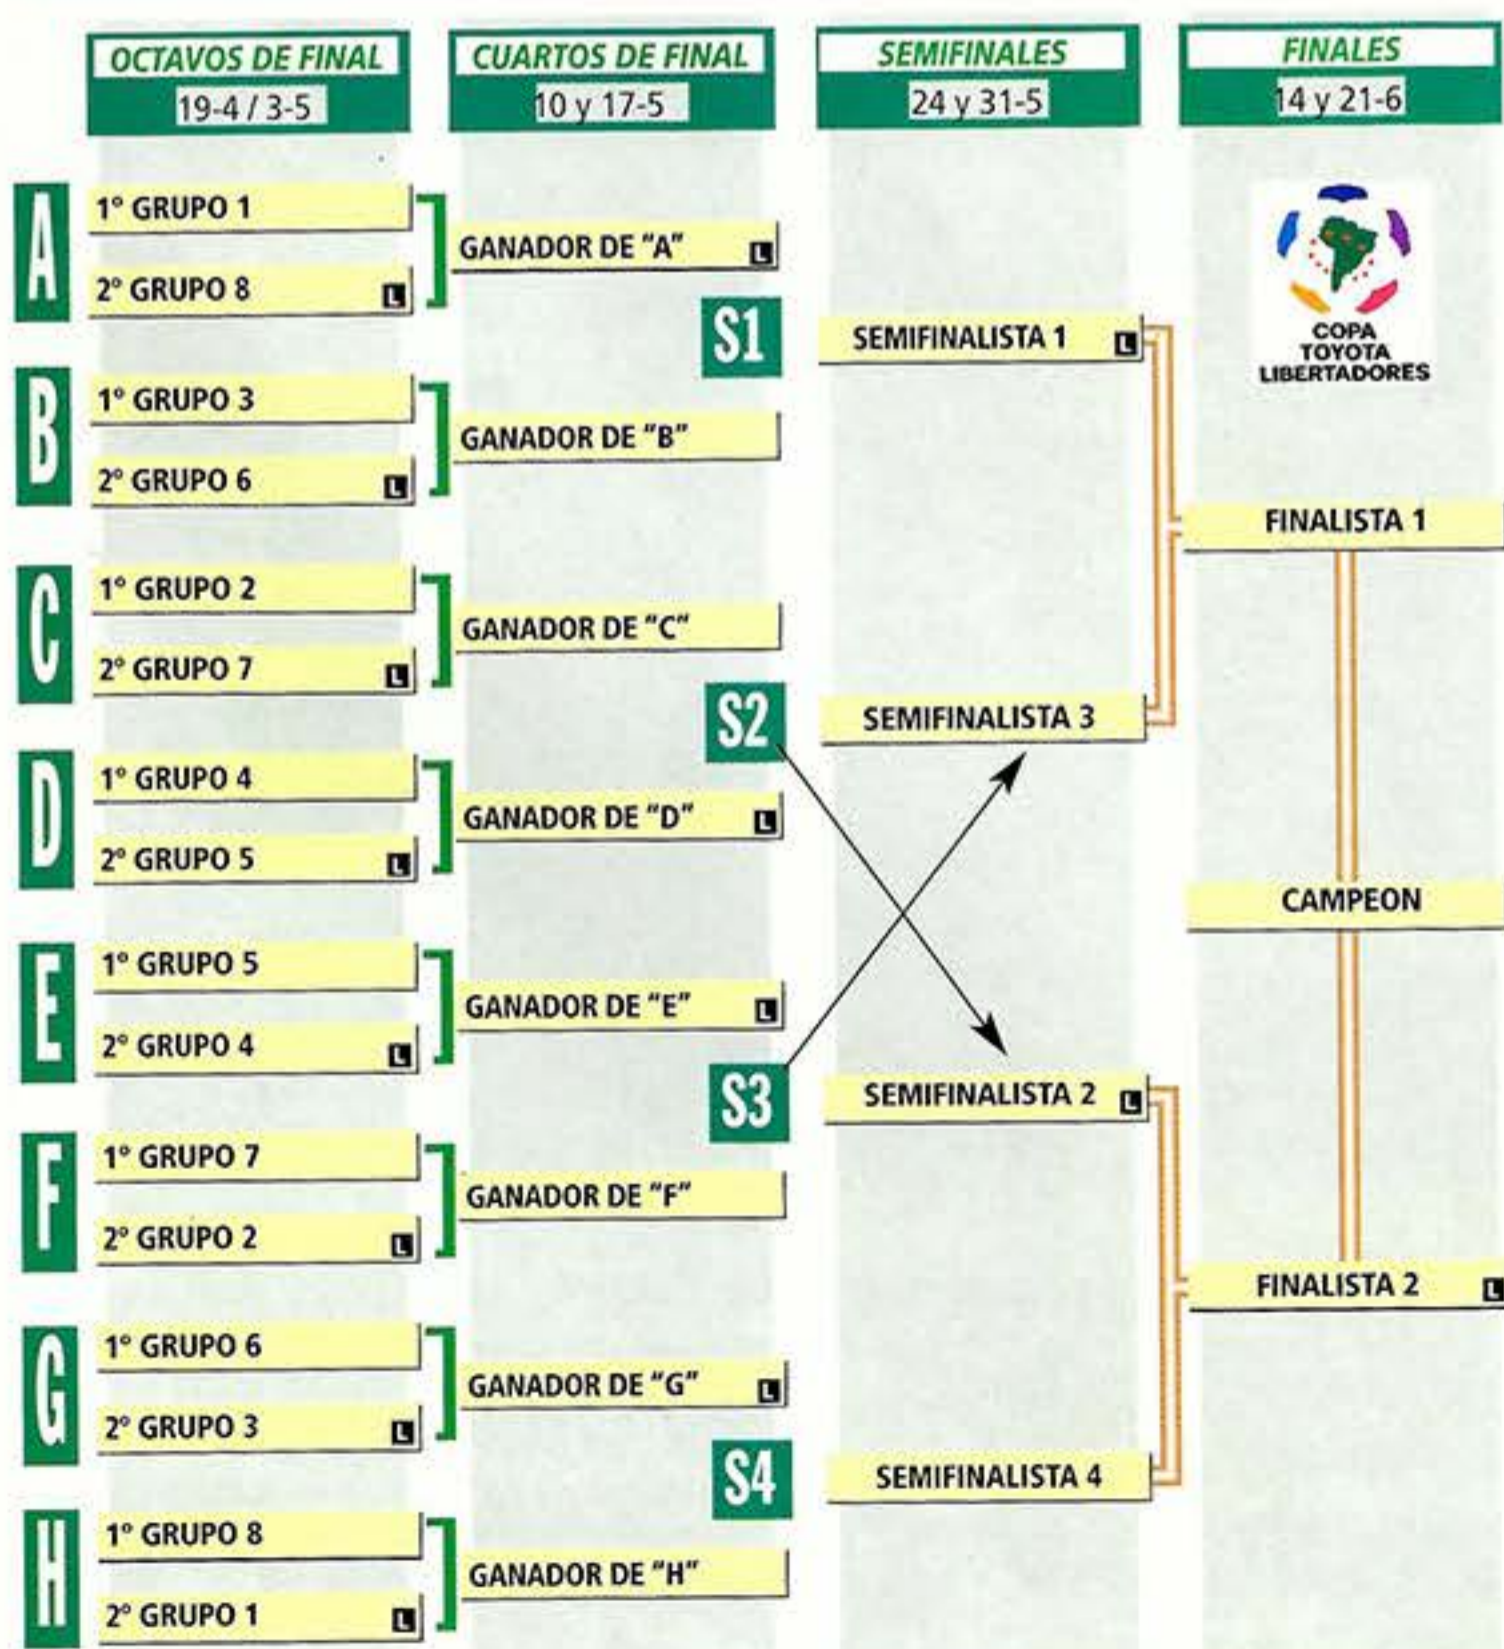 OCTAVOS DE FINAL
19-4 / 3-5
CUARTOS DE FINAL
10 y 17-5
SEMIFINALES
24 y 31-5
FINALES
14 y 21-6
A
1° GRUPO 1
2° GRUPO 8 L
B
1° GRUPO 3
2° GRUPO 6 L
C
1° GRUPO 2
2° GRUPO 7 L
D
1° GRUPO 4
2° GRUPO 5 L
E
1° GRUPO 5
2° GRUPO 4 L
F
1° GRUPO 7
2° GRUPO 2 L
G
1° GRUPO 6
2° GRUPO 3 L
H
1° GRUPO 8
2° GRUPO 1 L
GANADOR DE "A" L
S1
GANADOR DE "B"
GANADOR DE "C"
S2
GANADOR DE "D" L
GANADOR DE "E" L
S3
GANADOR DE "F"
GANADOR DE "G" L
S4
GANADOR DE "H"
SEMIFINALISTA 1 L
SEMIFINALISTA 3
SEMIFINALISTA 2 L
SEMIFINALISTA 4
COPA
TOYOTA
LIBERTADORES
FINALISTA 1
CAMPEON
FINALISTA 2 L